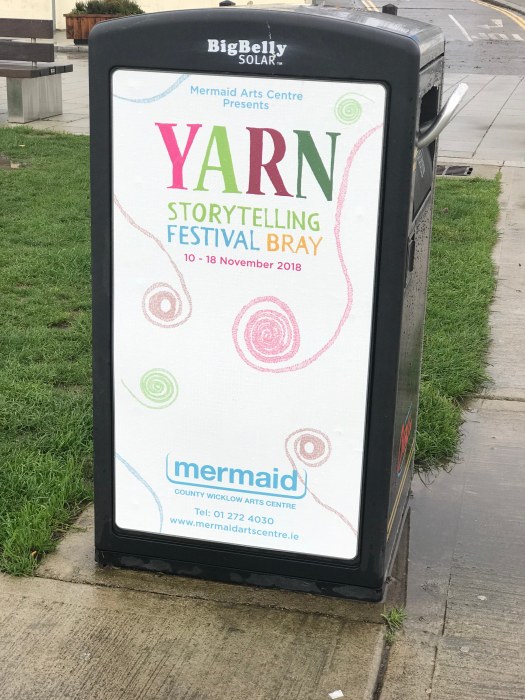 BigBelly
SOLAR™
Mermaid Arts Centre
Presents
YARN
STORYTELLING
FESTIVAL BRAY
10 - 18 November 2018
mermaid
COUNTY WICKLOW ARTS CENTRE
Tel: 01 272 4030
www.mermaidartscentre.ie